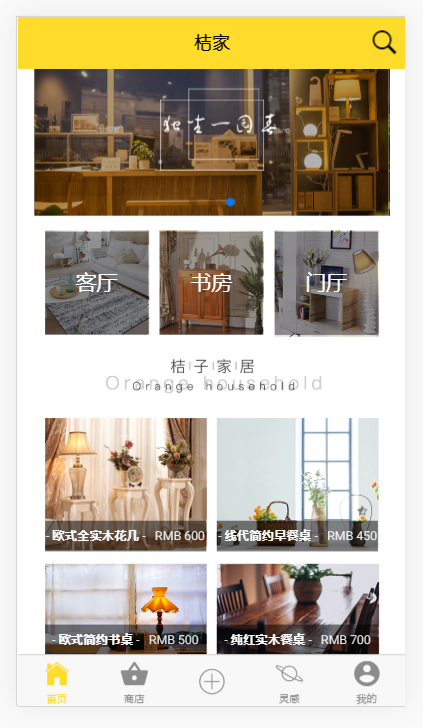 桔家
独坐一园春。
客厅 书房 门厅
桔子家居
Orange household
Orange household
- 欧式全实木花几 - RMB 600
- 线代简约早餐桌 - RMB 450
- 欧式简约书桌 - RMB 500
- 纯红实木餐桌 - RMB 700
首页 商店 灵感 我的